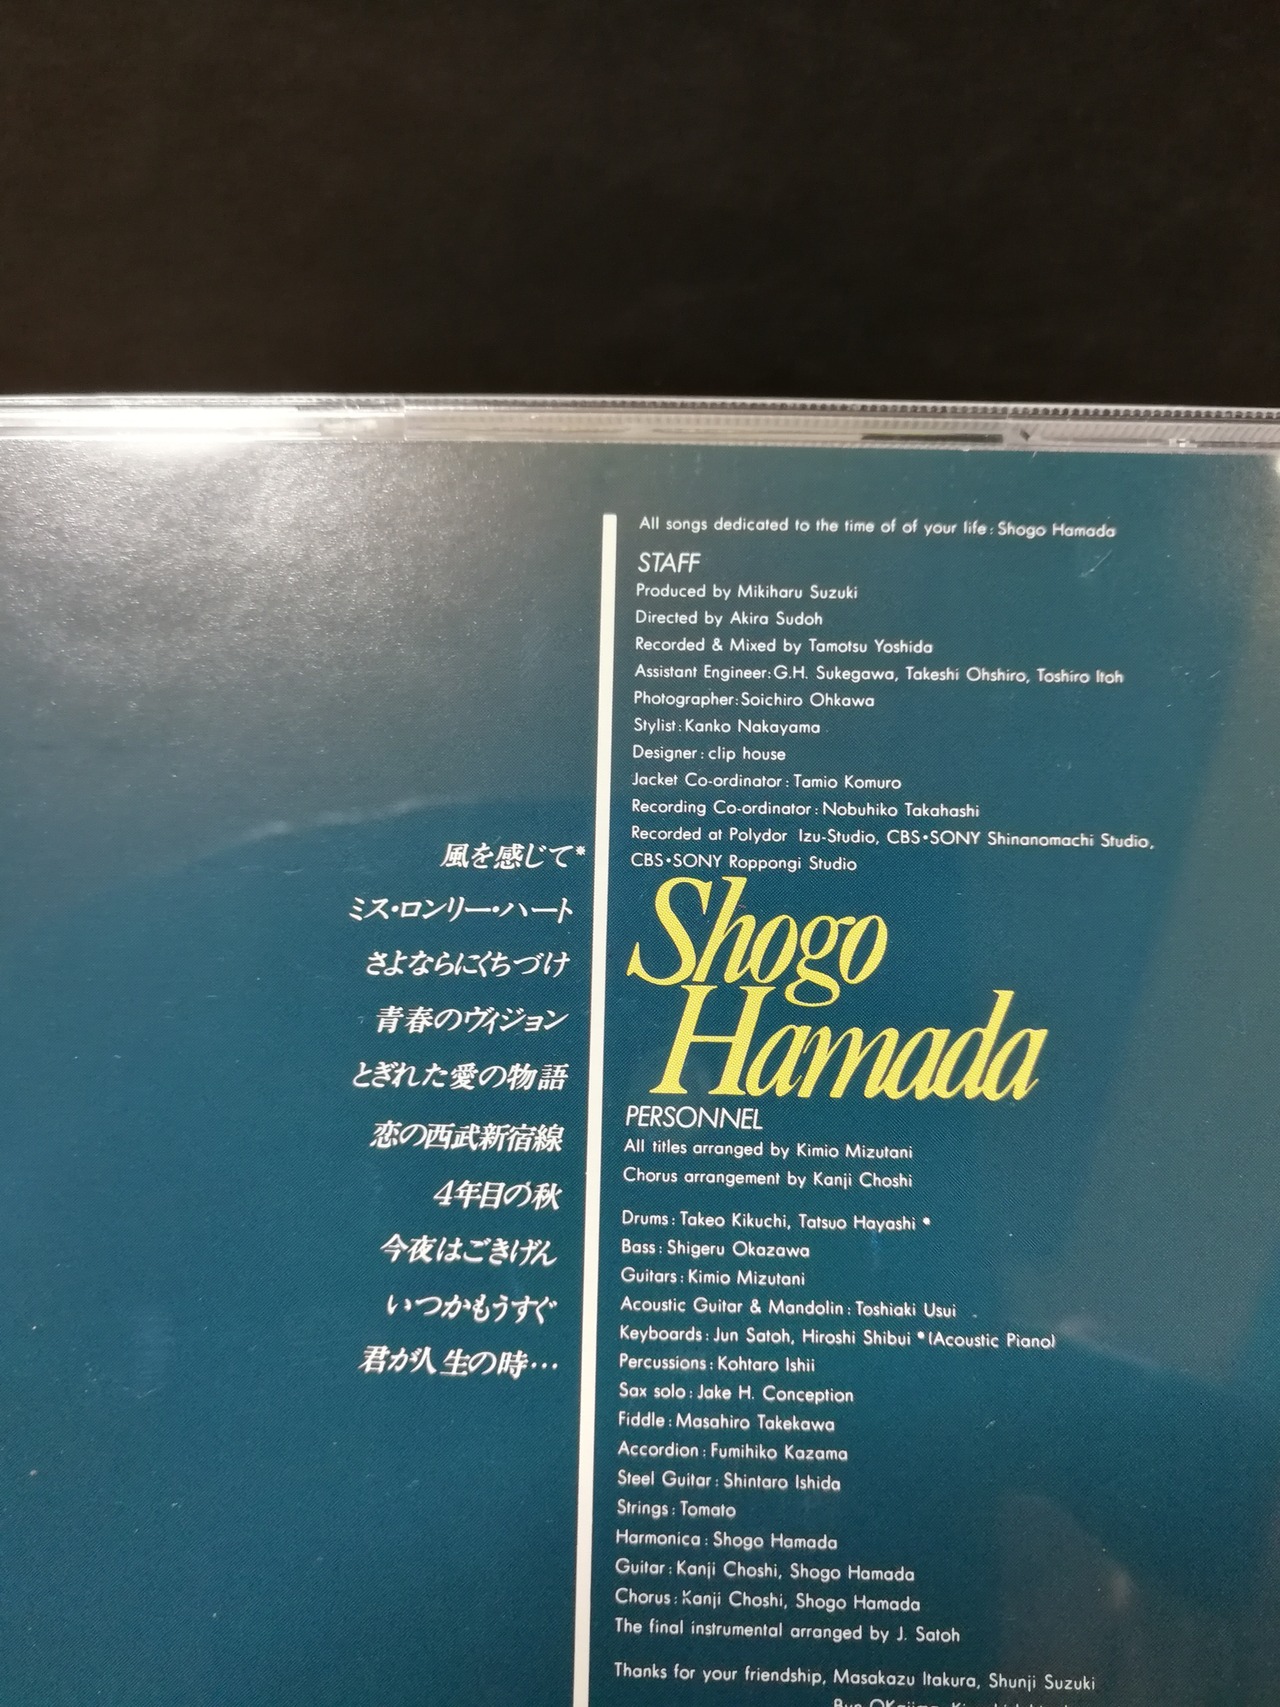 風を感じて*
ミス・ロンリー・ハート
さよならにくちづけ
青春のヴィジョン
とぎれた愛の物語
恋の西武新宿線
4年目の秋
今夜はごきげん
いつかもうすぐ
君が人生の時…
All songs dedicated to the time of of your life : Shogo Hamada
STAFF
Produced by Mikiharu Suzuki
Directed by Akira Sudoh
Recorded & Mixed by Tamotsu Yoshida
Assistant Engineer : G.H. Sukegawa, Takeshi Ohshiro, Toshiro Itoh
Photographer : Soichiro Ohkawa
Stylist : Kanko Nakayama
Designer : clip house
Jacket Co-ordinator : Tamio Komuro
Recording Co-ordinator : Nobuhiko Takahashi
Recorded at Polydor Izu-Studio, CBS・SONY Shinanomachi Studio,
CBS・SONY Roppongi Studio
Shogo
Hamada
PERSONNEL
All titles arranged by Kimio Mizutani
Chorus arrangement by Kanji Choshi
Drums : Takeo Kikuchi, Tatsuo Hayashi *
Bass : Shigeru Okazawa
Guitars : Kimio Mizutani
Acoustic Guitar & Mandolin : Toshiaki Usui
Keyboards : Jun Satoh, Hiroshi Shibui * (Acoustic Piano)
Percussions : Kohtaro Ishii
Sax solo : Jake H. Conception
Fiddle : Masahiro Takekawa
Accordion : Fumihiko Kazama
Steel Guitar : Shintaro Ishida
Strings : Tomato
Harmonica : Shogo Hamada
Guitar : Kanji Choshi, Shogo Hamada
Chorus : Kanji Choshi, Shogo Hamada
The final instrumental arranged by J. Satoh
Thanks for your friendship, Masakazu Itakura, Shunji Suzuki